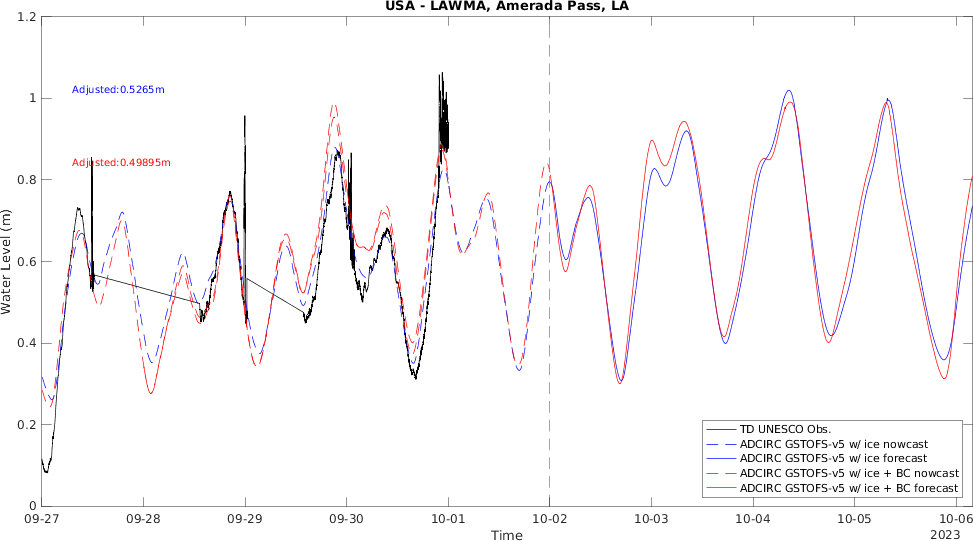 USA - LAWMA, Amerada Pass, LA
1.2
1
0.8
0.6
0.4
0.2
0
Water Level (m)
Adjusted:0.5265m
Adjusted:0.49895m
TD UNESCO Obs.
ADCIRC GSTOFS-v5 w/ ice nowcast
ADCIRC GSTOFS-v5 w/ ice forecast
ADCIRC GSTOFS-v5 w/ ice + BC nowcast
ADCIRC GSTOFS-v5 w/ ice + BC forecast
09-27 09-28 09-29 09-30 10-01 10-02 10-03 10-04 10-05 10-06
Time 2023